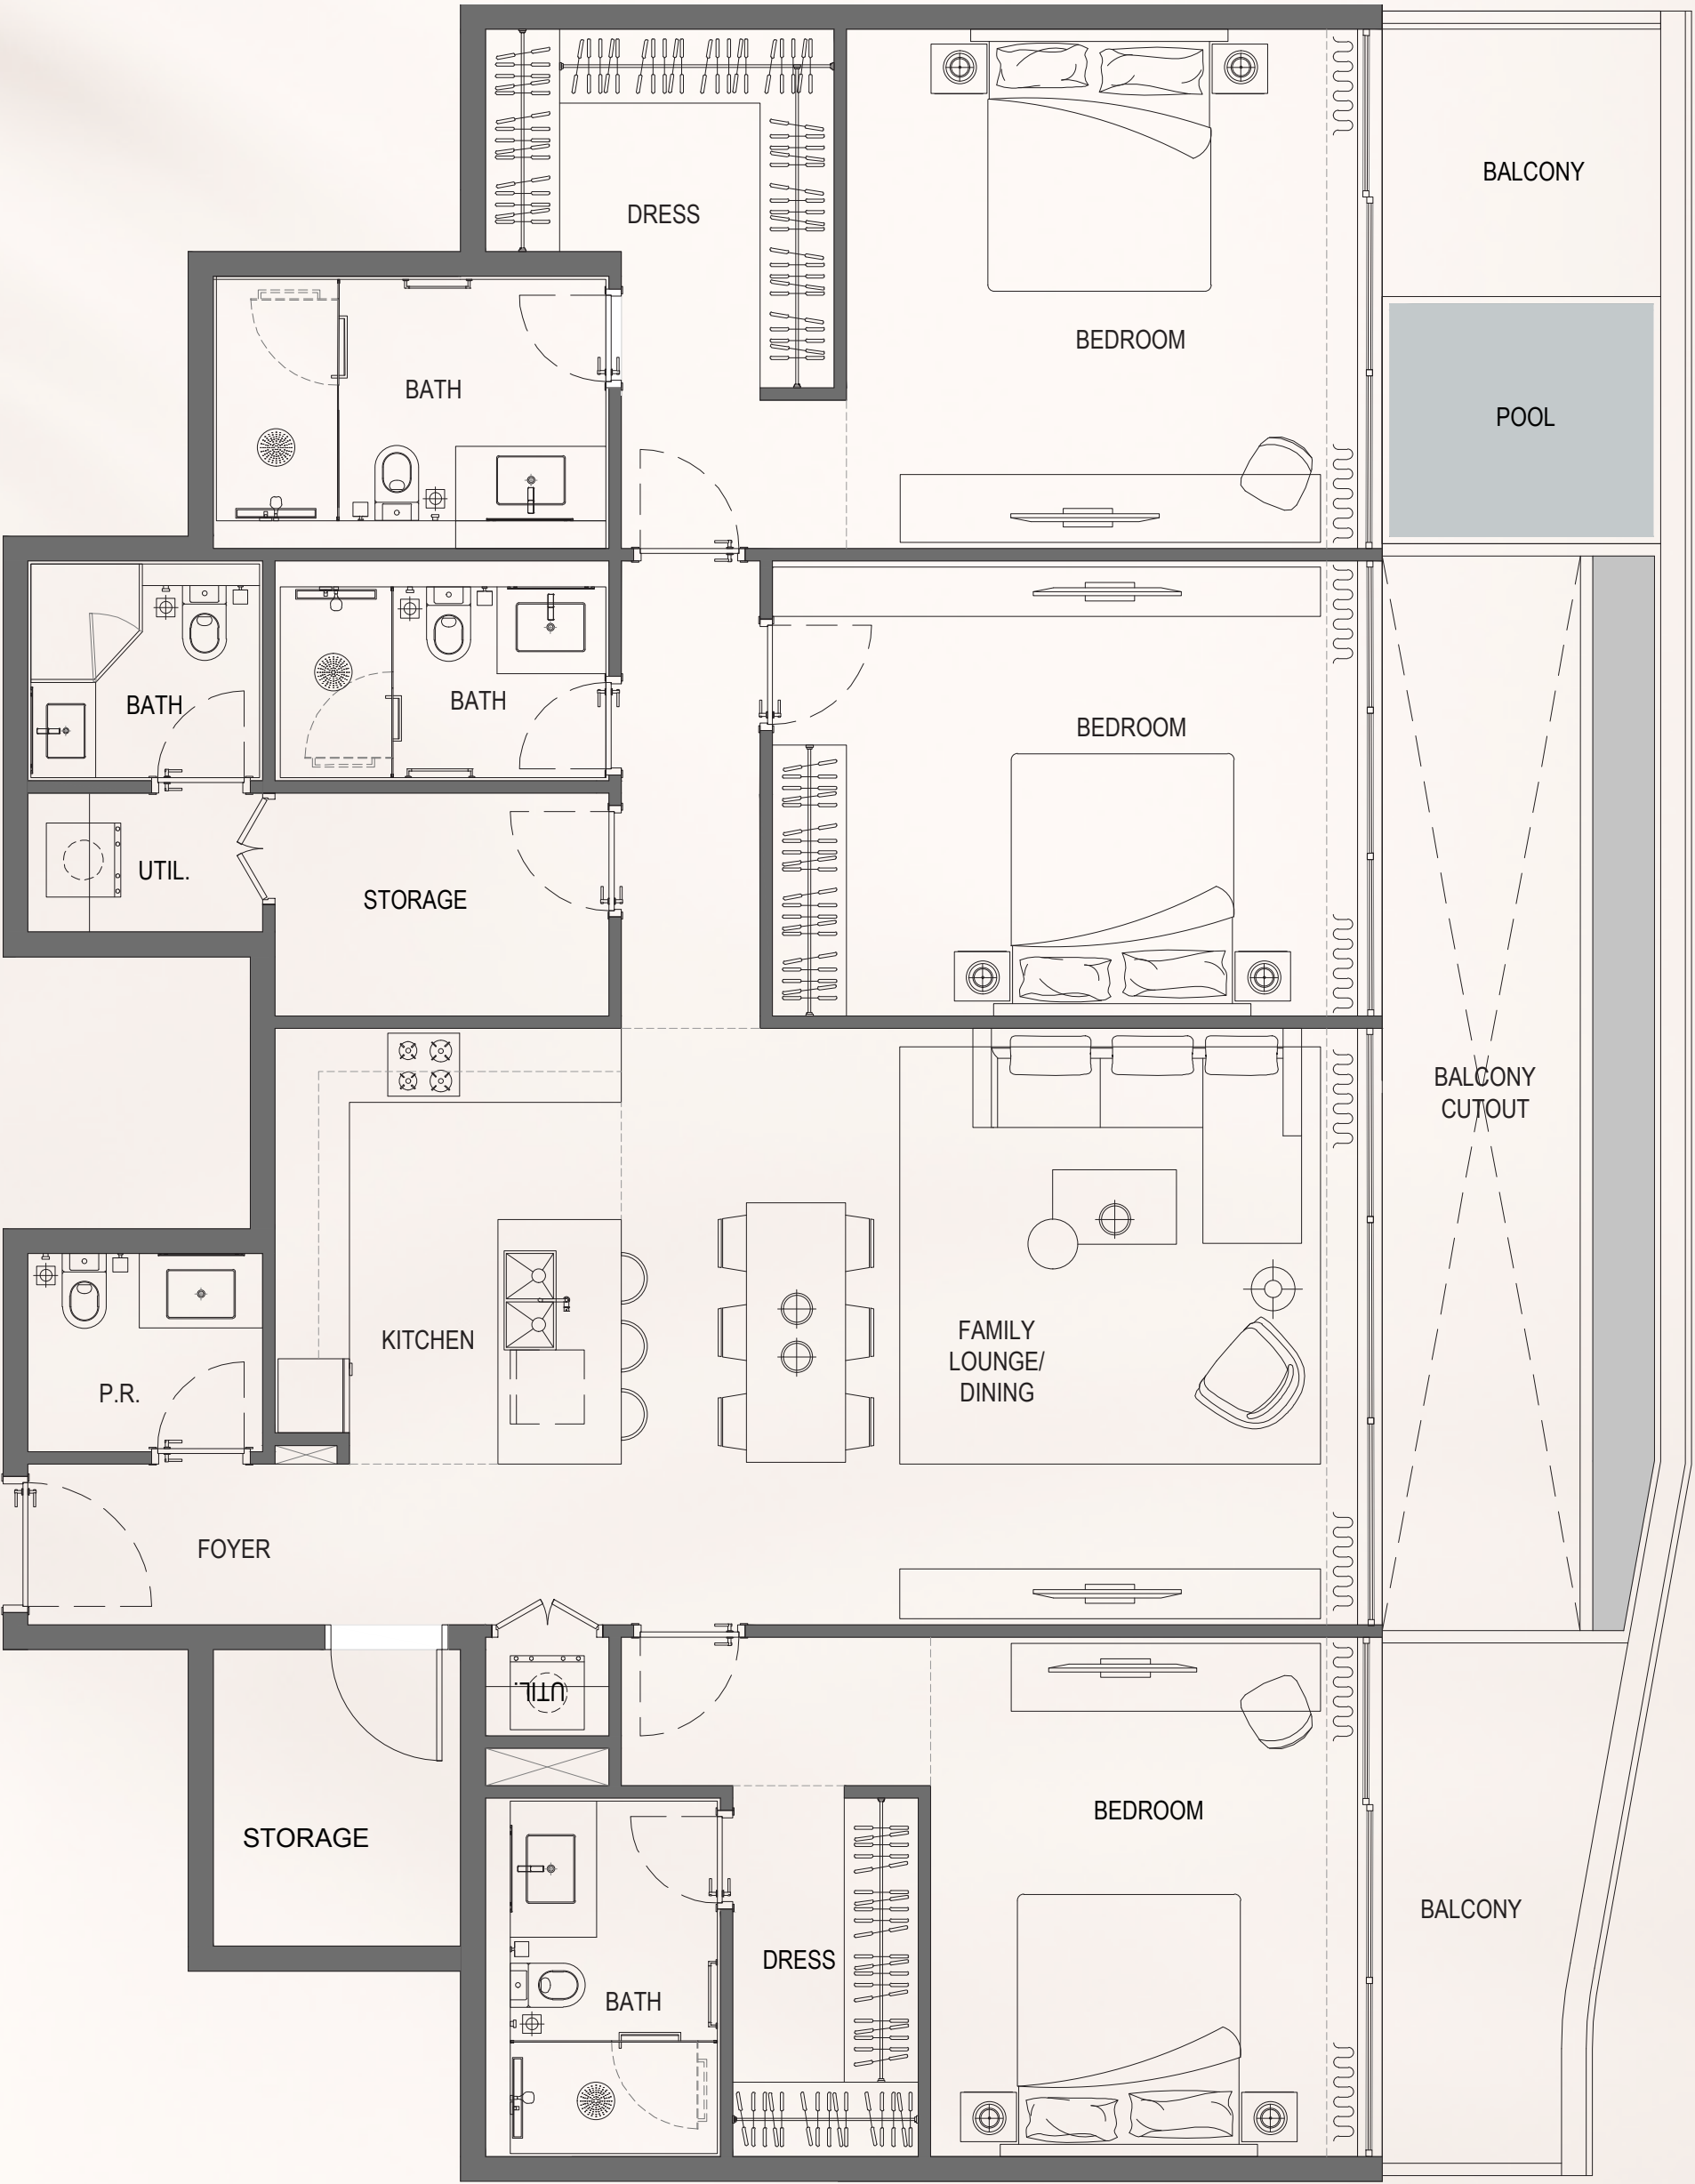 BALCONY
DRESS
BEDROOM
BATH
POOL
BATH
BATH
BEDROOM
UTIL.
STORAGE
BALCONY
CUTOUT
KITCHEN
FAMILY
LOUNGE/
DINING
P.R.
FOYER
UTIL.
BEDROOM
STORAGE
BALCONY
DRESS
BATH